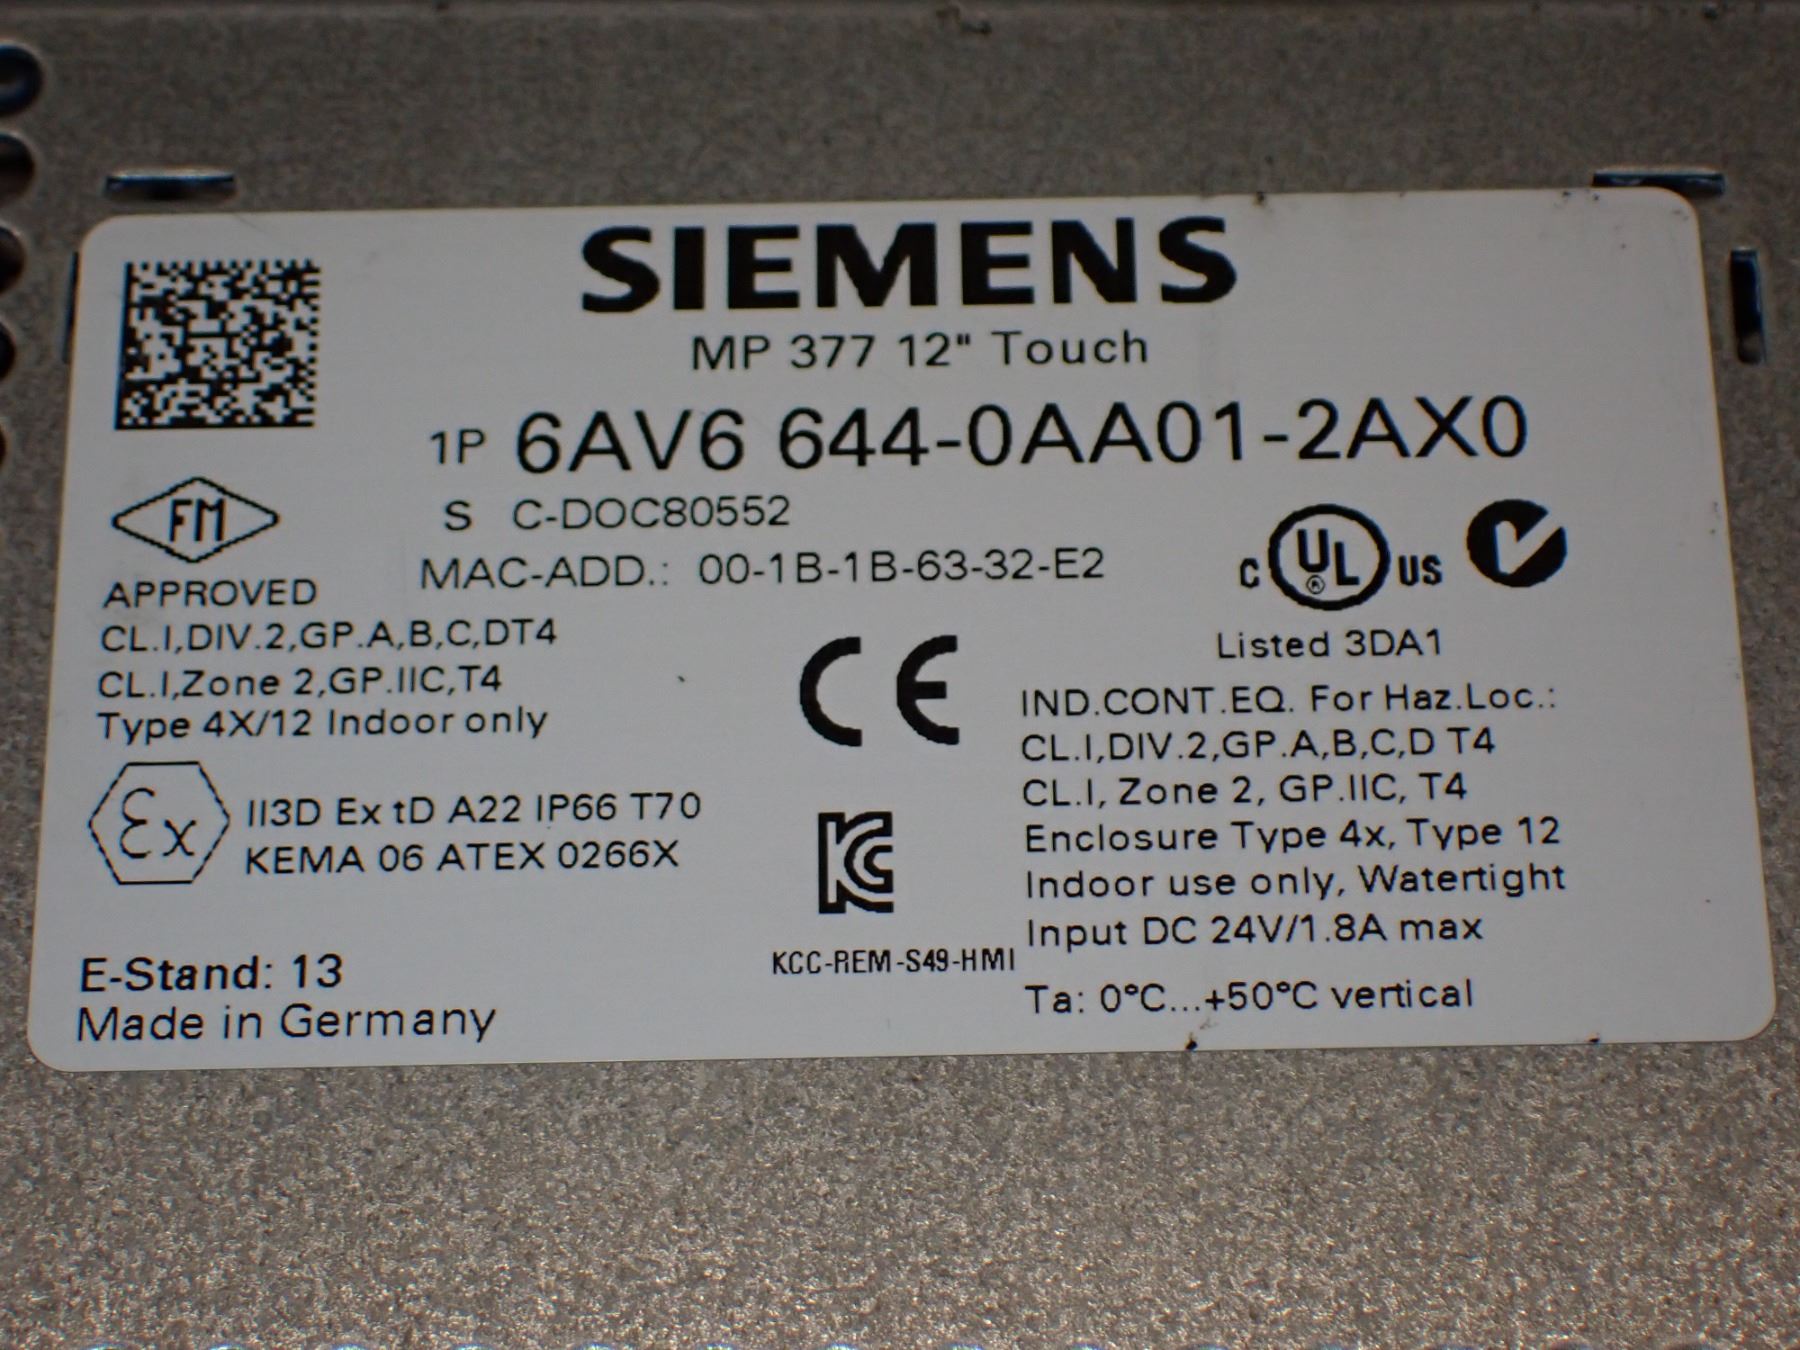 SIEMENS
MP 377 12" Touch
1P 6AV6 644-0AA01-2AX0
S C-DOC80552
MAC-ADD.: 00-1B-1B-63-32-E2
FM
APPROVED
CL.I,DIV.2,GP.A,B,C,DT4
CL.I,Zone 2,GP.IIC,T4
Type 4X/12 Indoor only
Ex
II3D Ex tD A22 IP66 T70
KEMA 06 ATEX 0266X
E-Stand: 13
Made in Germany
CE
KC
KCC-REM-S49-HMI
C UL ® US
Listed 3DA1
IND.CONT.EQ. For Haz.Loc.:
CL.I,DIV.2,GP.A,B,C,D T4
CL.I, Zone 2, GP.IIC, T4
Enclosure Type 4x, Type 12
Indoor use only, Watertight
Input DC 24V/1.8A max
Ta: 0°C...+50°C vertical